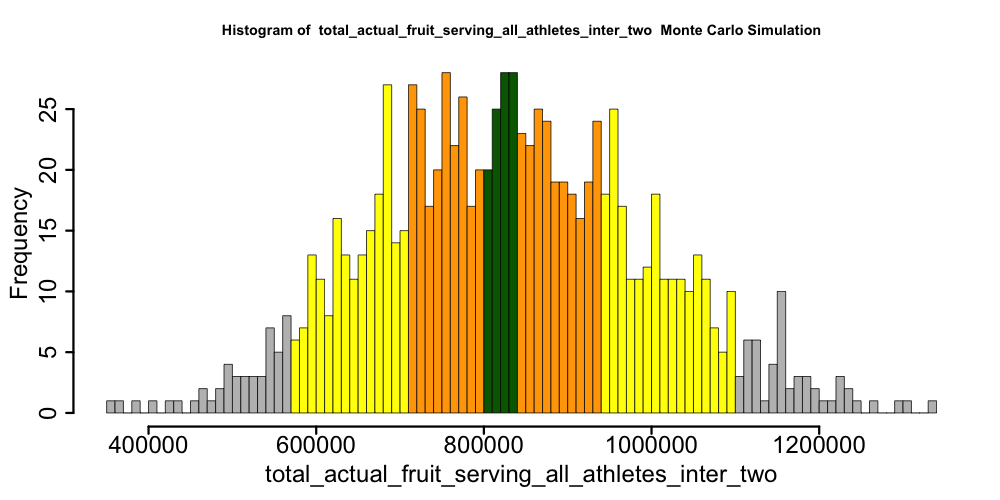 Histogram of total_actual_fruit_serving_all_athletes_inter_two Monte Carlo Simulation
Frequency
25
20
15
10
5
0
400000 600000 800000 1000000 1200000
total_actual_fruit_serving_all_athletes_inter_two